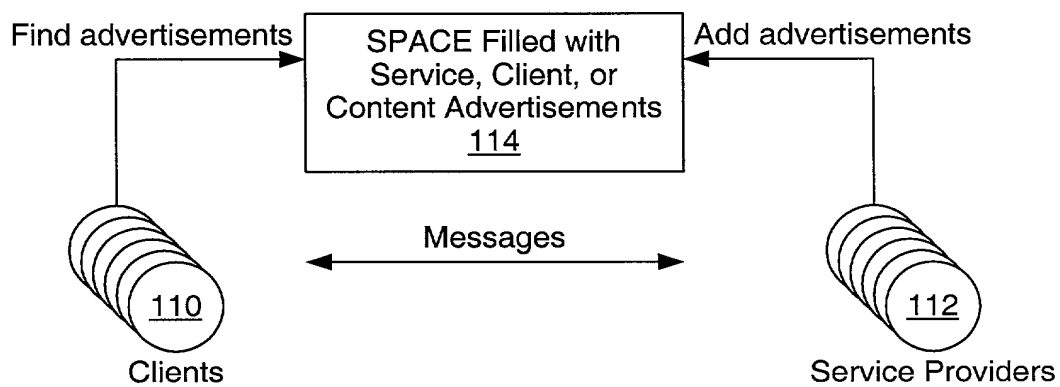 Find advertisements
SPACE Filled with
Service, Client, or
Content Advertisements
114
Add advertisements
Messages
110
Clients
112
Service Providers